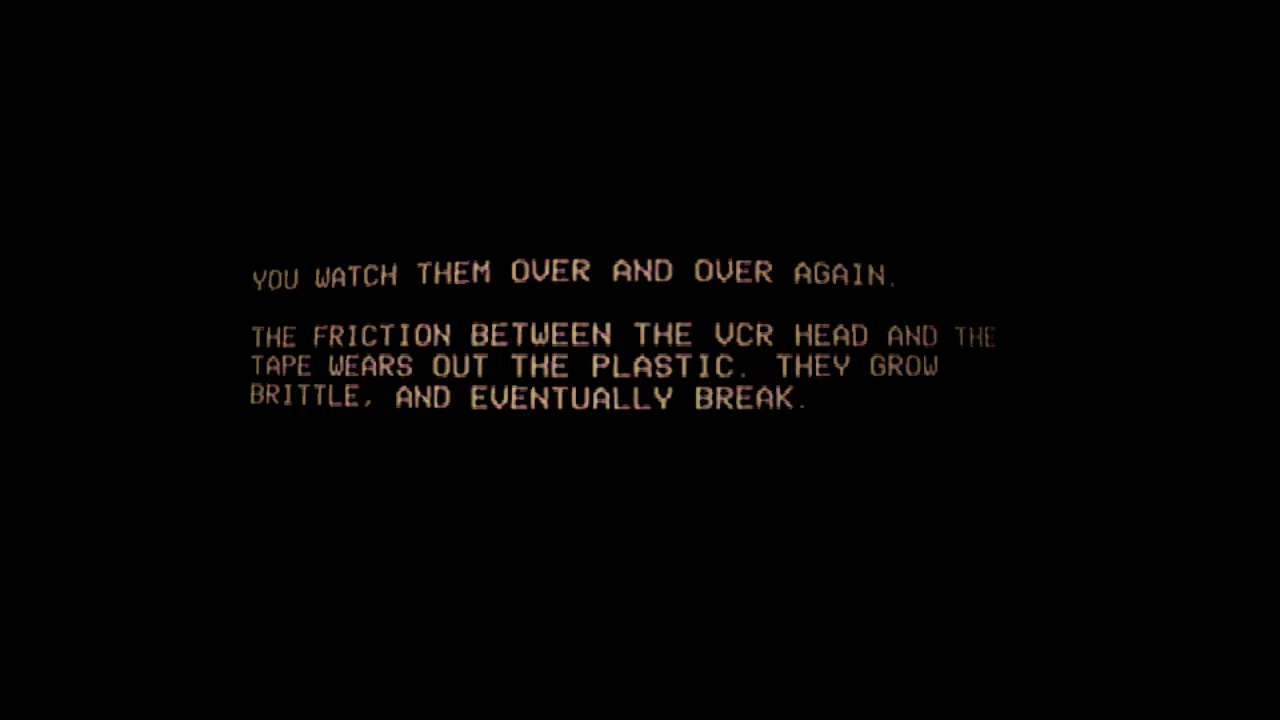 YOU WATCH THEM OVER AND OVER AGAIN.
THE FRICTION BETWEEN THE VCR HEAD AND THE
TAPE WEARS OUT THE PLASTIC. THEY GROW
BRITTLE, AND EVENTUALLY BREAK.